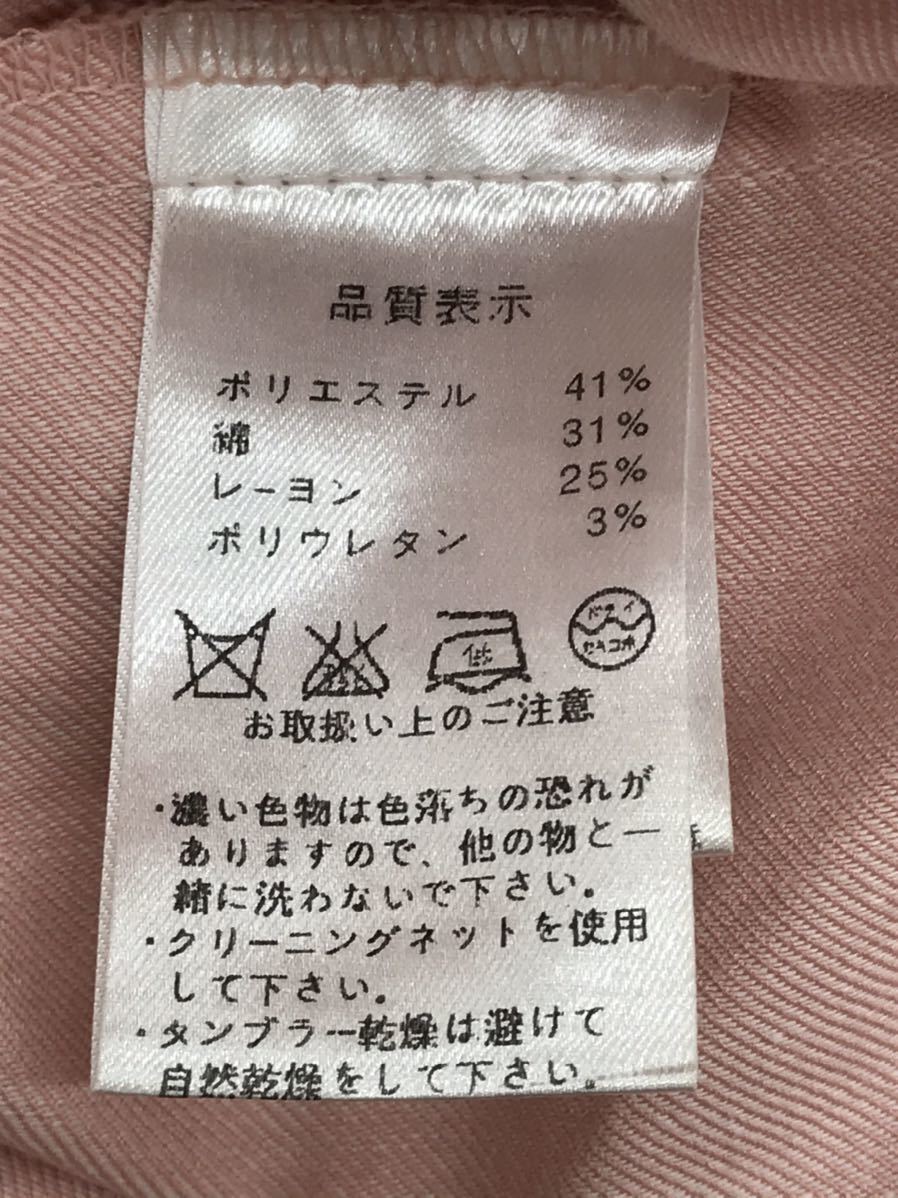 品質表示
ポリエステル 41%
綿 31%
レーヨン 25%
ポリウレタン 3%
低 ドライ
セキユ系
お取扱い上のご注意
・濃い色物は色落ちの恐れが
ありますので、他の物と一
緒に洗わないで下さい。
・クリーニングネットを使用
して下さい。
・タンブラー乾燥は避けて
自然乾燥をして下さい。